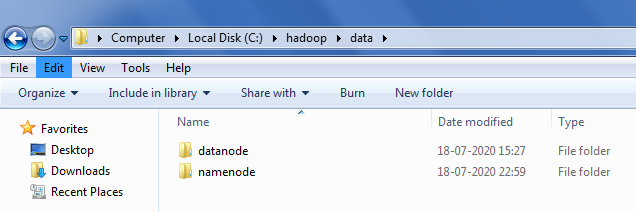 Computer Local Disk (C:) hadoop data
File Edit View Tools Help
Organize Include in library Share with Burn New folder
Favorites
Desktop
Downloads
Recent Places
Name Date modified Type
datanode 18-07-2020 15:27 File folder
namenode 18-07-2020 22:59 File folder